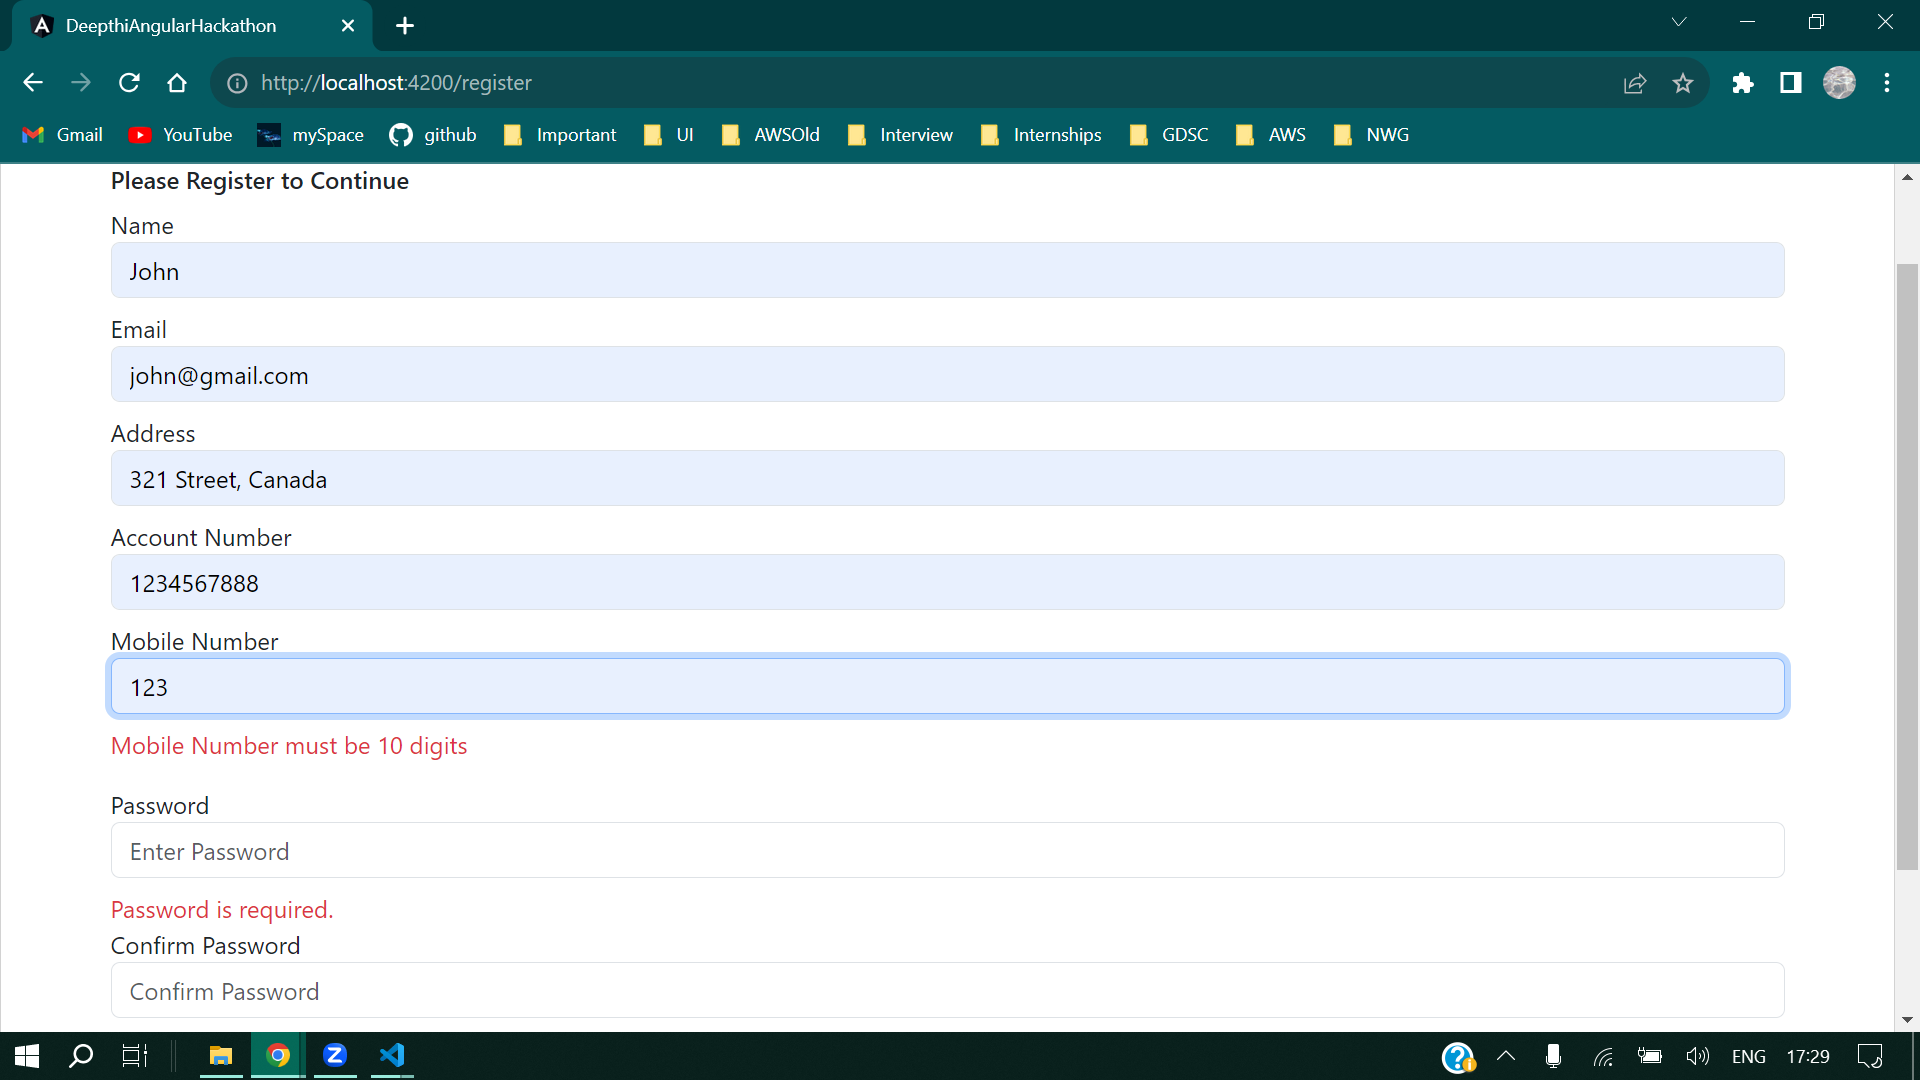 DeepthiAngularHackathon
http://localhost:4200/register
Gmail YouTube mySpace github Important UI AWSOld Interview Internships GDSC AWS NWG
Please Register to Continue
Name
John
Email
john@gmail.com
Address
321 Street, Canada
Account Number
1234567888
Mobile Number
123
Mobile Number must be 10 digits
Password
Enter Password
Password is required.
Confirm Password
Confirm Password
ENG 17:29